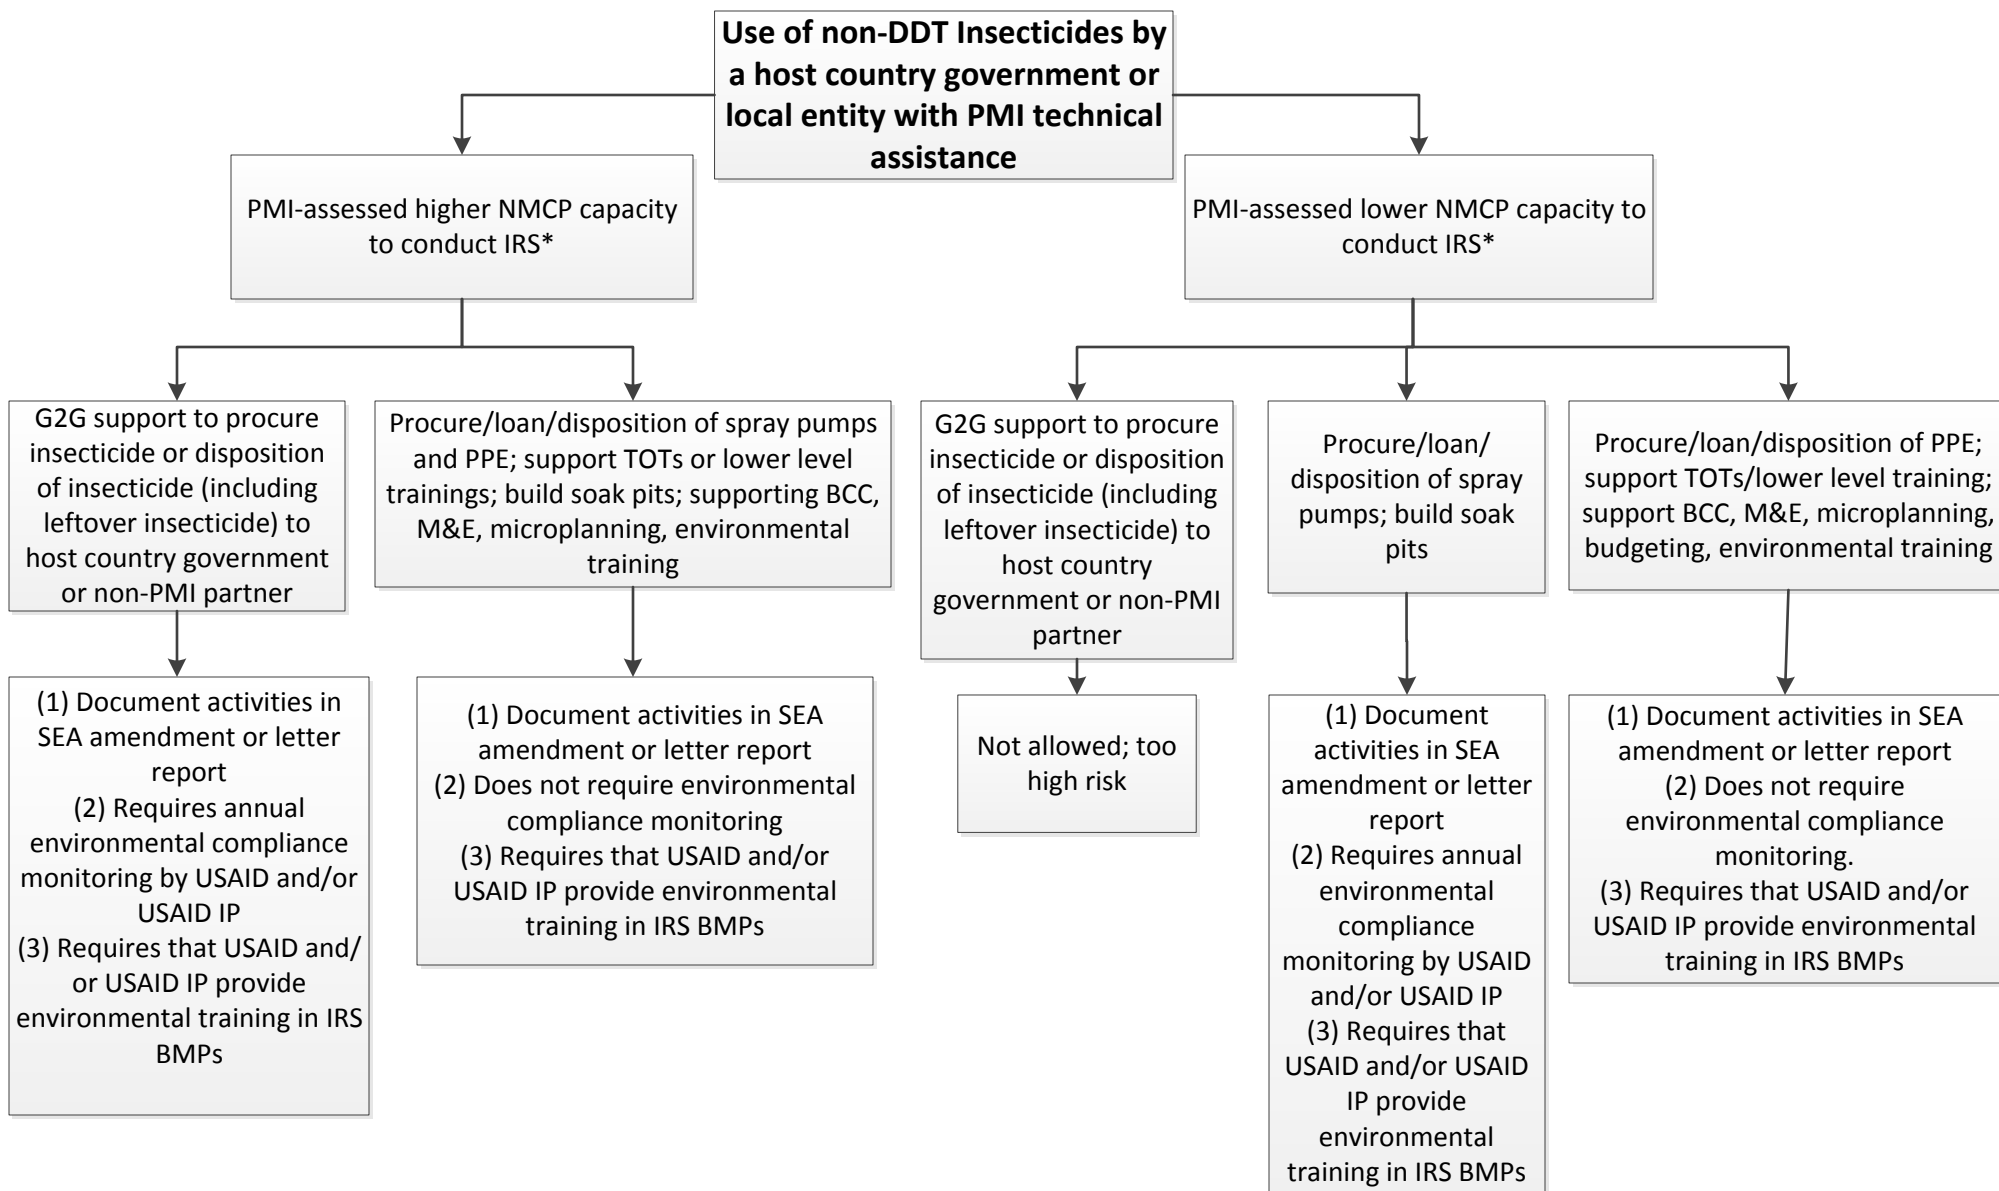 Use of non-DDT Insecticides by
a host country government or
local entity with PMI technical
assistance
PMI-assessed higher NMCP capacity
to conduct IRS*
PMI-assessed lower NMCP capacity to
conduct IRS*
G2G support to procure
insecticide or disposition
of insecticide (including
leftover insecticide) to
host country government
or non-PMI partner
Procure/loan/disposition of spray pumps
and PPE; support TOTs or lower level
trainings; build soak pits; supporting BCC,
M&E, microplanning, environmental
training
G2G support to procure
insecticide or disposition
of insecticide (including
leftover insecticide) to
host country
government or non-PMI
partner
Procure/loan/
disposition of spray
pumps; build soak
pits
Procure/loan/disposition of PPE;
support TOTs/lower level training;
support BCC, M&E, microplanning,
budgeting, environmental training
(1) Document activities in
SEA amendment or letter
report
(2) Requires annual
environmental compliance
monitoring by USAID and/or
USAID IP
(3) Requires that USAID and/
or USAID IP provide
environmental training in IRS
BMPs
(1) Document activities in SEA
amendment or letter report
(2) Does not require environmental
compliance monitoring
(3) Requires that USAID and/or
USAID IP provide environmental
training in IRS BMPs
Not allowed; too
high risk
(1) Document
activities in SEA
amendment or letter
report
(2) Requires annual
environmental
compliance
monitoring by USAID
and/or USAID IP
(3) Requires that
USAID and/or USAID
IP provide
environmental
training in IRS BMPs
(1) Document activities in SEA
amendment or letter report
(2) Does not require
environmental compliance
monitoring.
(3) Requires that USAID and/or
USAID IP provide environmental
training in IRS BMPs